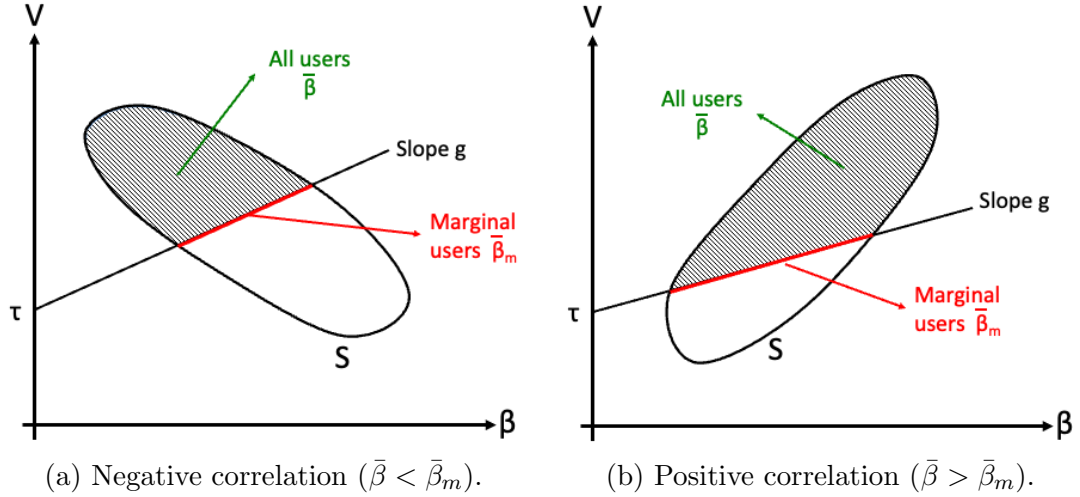 V
All users
β̄
Slope g
Marginal
users β̄ₘ
τ
S
β
(a) Negative correlation (β̄ < β̄ₘ).
V
All users
β̄
Slope g
Marginal
users β̄ₘ
τ
S
β
(b) Positive correlation (β̄ > β̄ₘ).